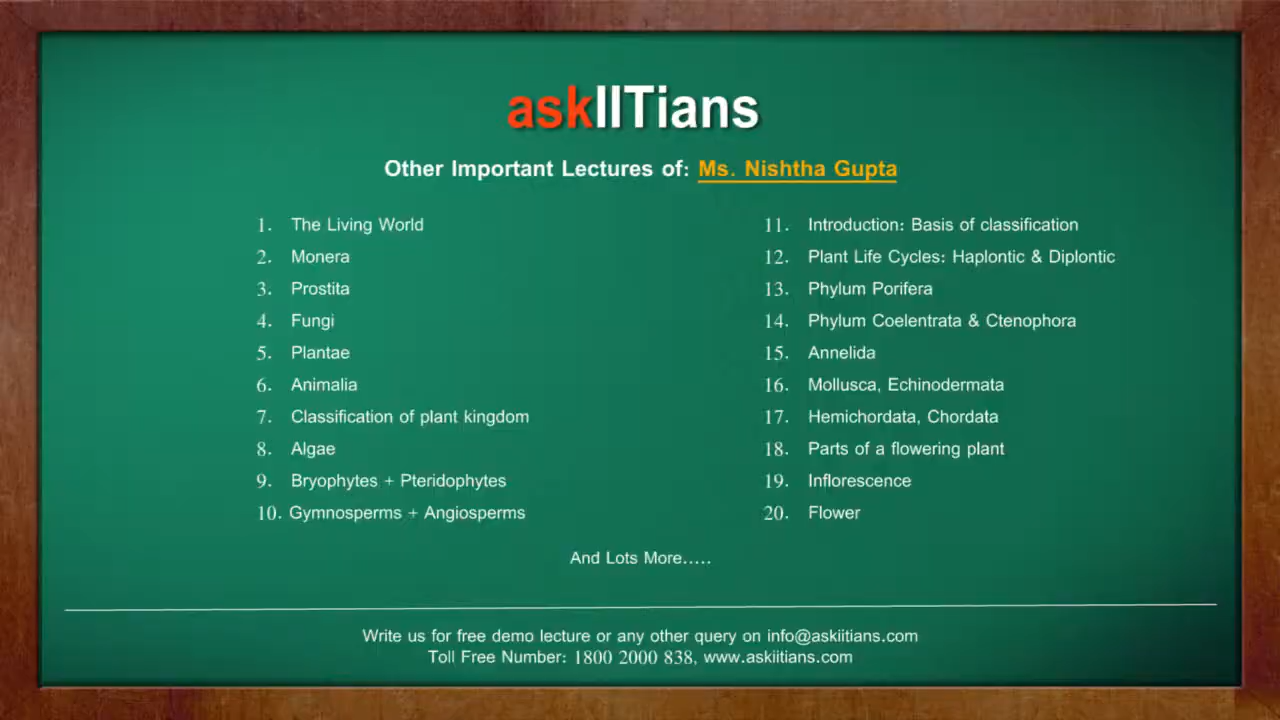 askIITians
Other Important Lectures of: Ms. Nishtha Gupta
1. The Living World
2. Monera
3. Prostita
4. Fungi
5. Plantae
6. Animalia
7. Classification of plant kingdom
8. Algae
9. Bryophytes + Pteridophytes
10. Gymnosperms + Angiosperms
11. Introduction: Basis of classification
12. Plant Life Cycles: Haplontic & Diplontic
13. Phylum Porifera
14. Phylum Coelentrata & Ctenophora
15. Annelida
16. Mollusca, Echinodermata
17. Hemichordata, Chordata
18. Parts of a flowering plant
19. Inflorescence
20. Flower
And Lots More.....
Write us for free demo lecture or any other query on info@askiitians.com
Toll Free Number: 1800 2000 838, www.askiitians.com